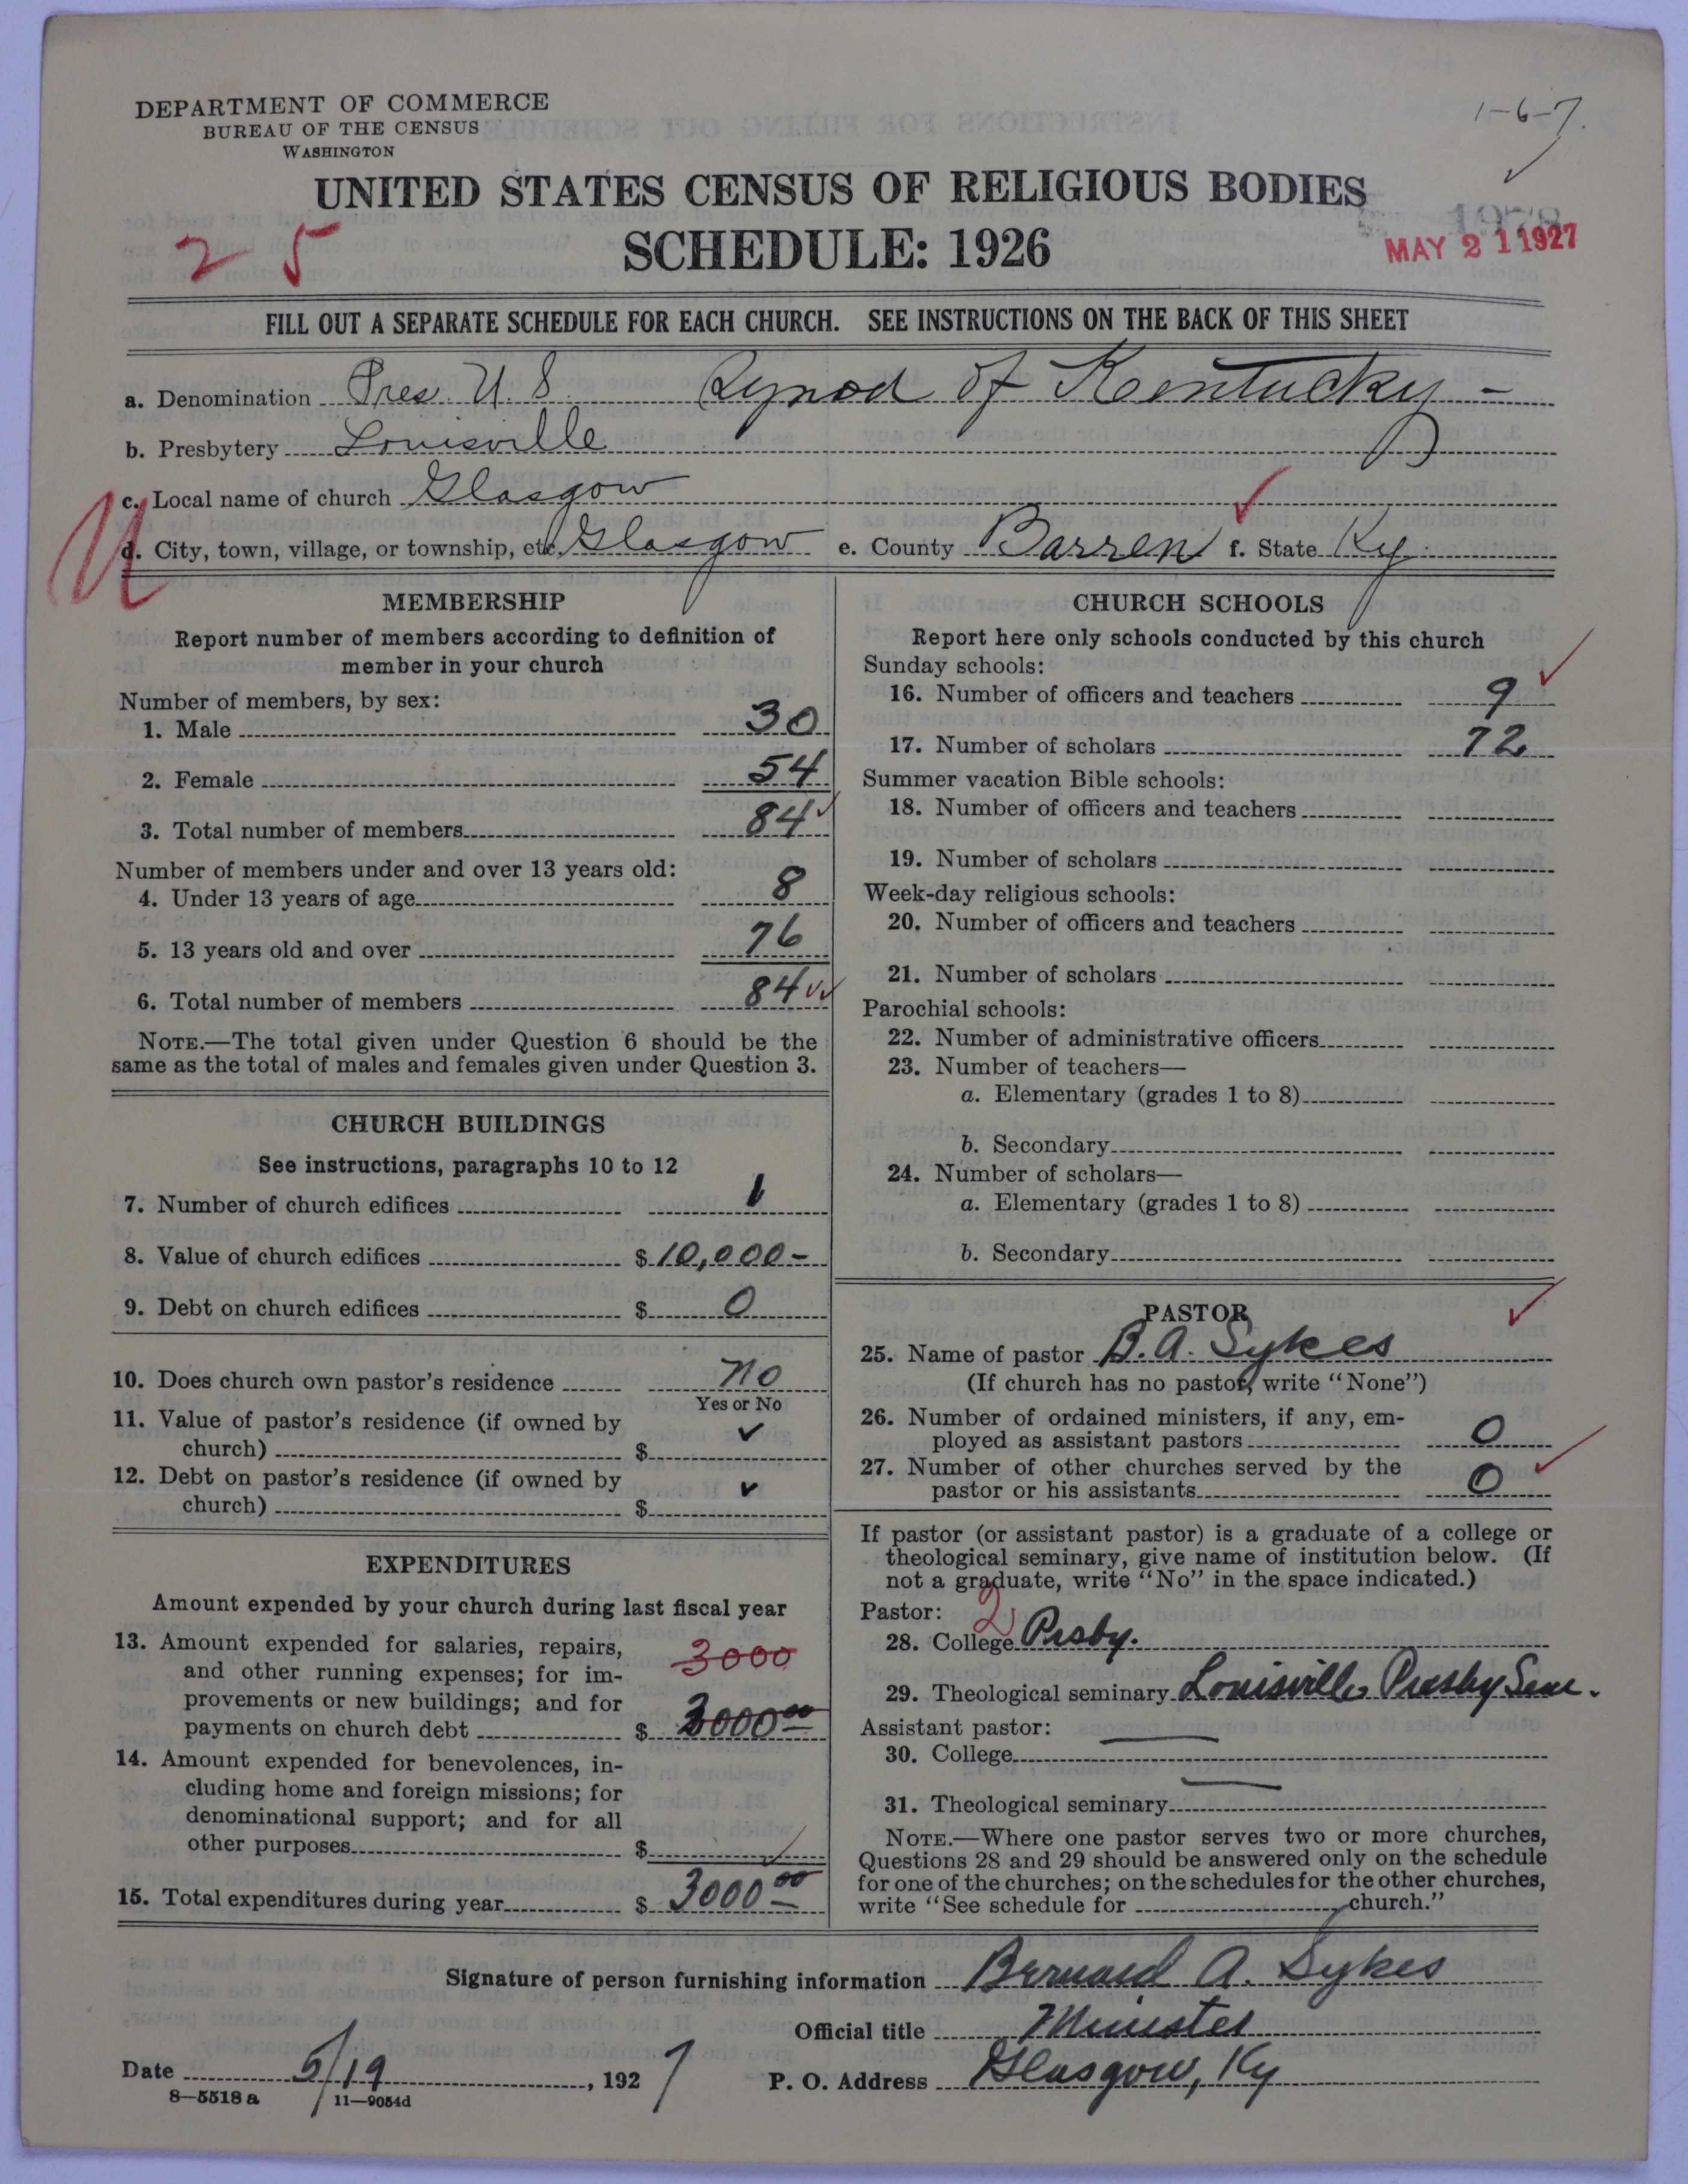 DEPARTMENT OF COMMERCE
BUREAU OF THE CENSUS
WASHINGTON
1-6-7.
UNITED STATES CENSUS OF RELIGIOUS BODIES
SCHEDULE: 1926
2 5
MAY 21 1927
FILL OUT A SEPARATE SCHEDULE FOR EACH CHURCH. SEE INSTRUCTIONS ON THE BACK OF THIS SHEET
a. Denomination Pres. U.S. Synod of Kentucky -
b. Presbytery Louisville
c. Local name of church Glasgow
d. City, town, village, or township, etc. Glasgow e. County Barren f. State Ky.
MEMBERSHIP
Report number of members according to definition of
member in your church
Number of members, by sex:
1. Male 30
2. Female 54
3. Total number of members 84
Number of members under and over 13 years old:
4. Under 13 years of age 8
5. 13 years old and over 76
6. Total number of members 84
NOTE.—The total given under Question 6 should be the
same as the total of males and females given under Question 3.
CHURCH BUILDINGS
See instructions, paragraphs 10 to 12
7. Number of church edifices 1
8. Value of church edifices $ 10,000-
9. Debt on church edifices $ 0
10. Does church own pastor's residence no
Yes or No
11. Value of pastor's residence (if owned by
church) $ ✓
12. Debt on pastor's residence (if owned by
church) $ ✓
EXPENDITURES
Amount expended by your church during last fiscal year
13. Amount expended for salaries, repairs, 3000
and other running expenses; for im-
provements or new buildings; and for
payments on church debt $ 3000 00
14. Amount expended for benevolences, in-
cluding home and foreign missions; for
denominational support; and for all
other purposes $
15. Total expenditures during year $ 3000 00
CHURCH SCHOOLS
Report here only schools conducted by this church
Sunday schools:
16. Number of officers and teachers 9
17. Number of scholars 72
Summer vacation Bible schools:
18. Number of officers and teachers
19. Number of scholars
Week-day religious schools:
20. Number of officers and teachers
21. Number of scholars
Parochial schools:
22. Number of administrative officers
23. Number of teachers—
a. Elementary (grades 1 to 8)
b. Secondary
24. Number of scholars—
a. Elementary (grades 1 to 8)
b. Secondary
PASTOR
25. Name of pastor B. A. Sykes
(If church has no pastor, write "None")
26. Number of ordained ministers, if any, em-
ployed as assistant pastors 0
27. Number of other churches served by the
pastor or his assistants 0
If pastor (or assistant pastor) is a graduate of a college or
theological seminary, give name of institution below. (If
not a graduate, write "No" in the space indicated.)
Pastor: 2
28. College Presby.
29. Theological seminary Louisville Presby Sem.
Assistant pastor:
30. College
31. Theological seminary
NOTE.—Where one pastor serves two or more churches,
Questions 28 and 29 should be answered only on the schedule
for one of the churches; on the schedules for the other churches,
write "See schedule for church."
Signature of person furnishing information Bernard A. Sykes
Official title Minister
Date 5/19, 1927 P. O. Address Glasgow, Ky
8—5518 a 11—9054d